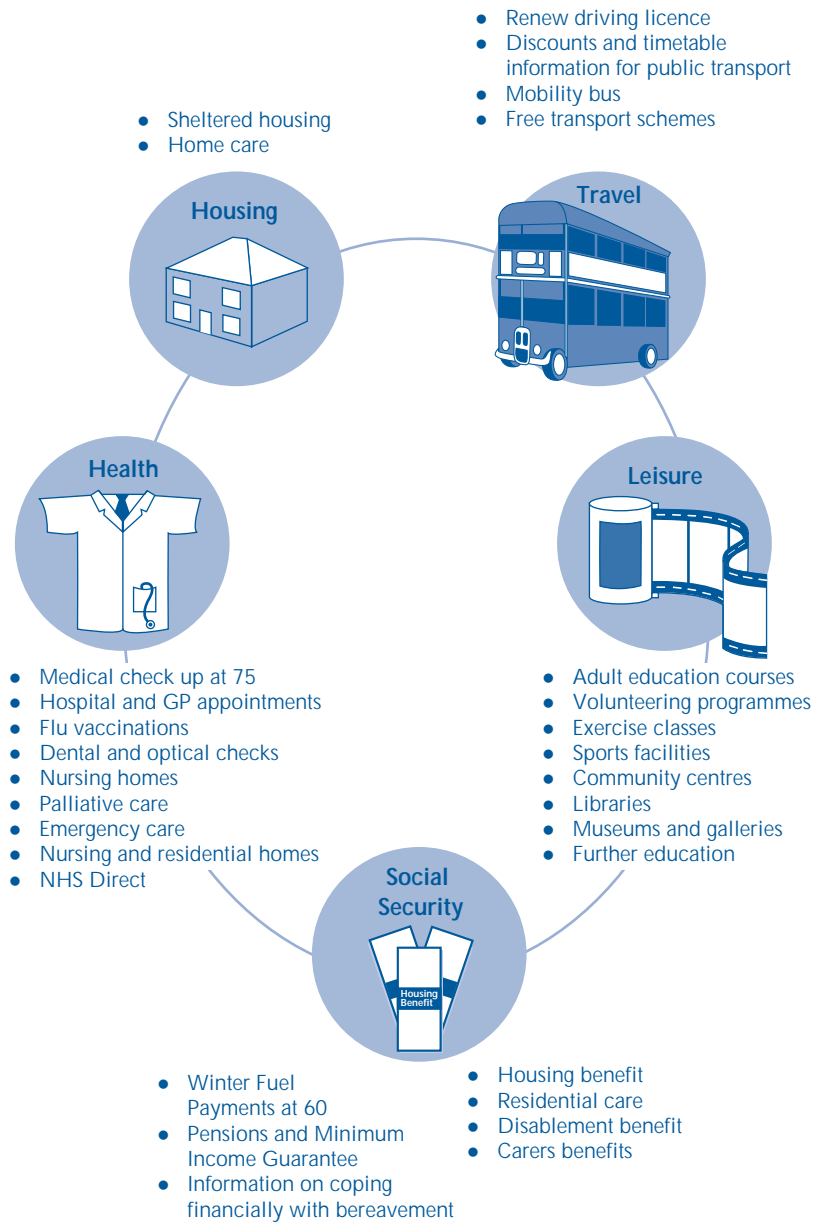 • Renew driving licence
• Discounts and timetable
information for public transport
• Mobility bus
• Free transport schemes
• Sheltered housing
• Home care
Housing
Travel
Health
Leisure
• Medical check up at 75
• Hospital and GP appointments
• Flu vaccinations
• Dental and optical checks
• Nursing homes
• Palliative care
• Emergency care
• Nursing and residential homes
• NHS Direct
• Adult education courses
• Volunteering programmes
• Exercise classes
• Sports facilities
• Community centres
• Libraries
• Museums and galleries
• Further education
Social
Security
Housing
Benefit
• Winter Fuel
Payments at 60
• Pensions and Minimum
Income Guarantee
• Information on coping
financially with bereavement
• Housing benefit
• Residential care
• Disablement benefit
• Carers benefits